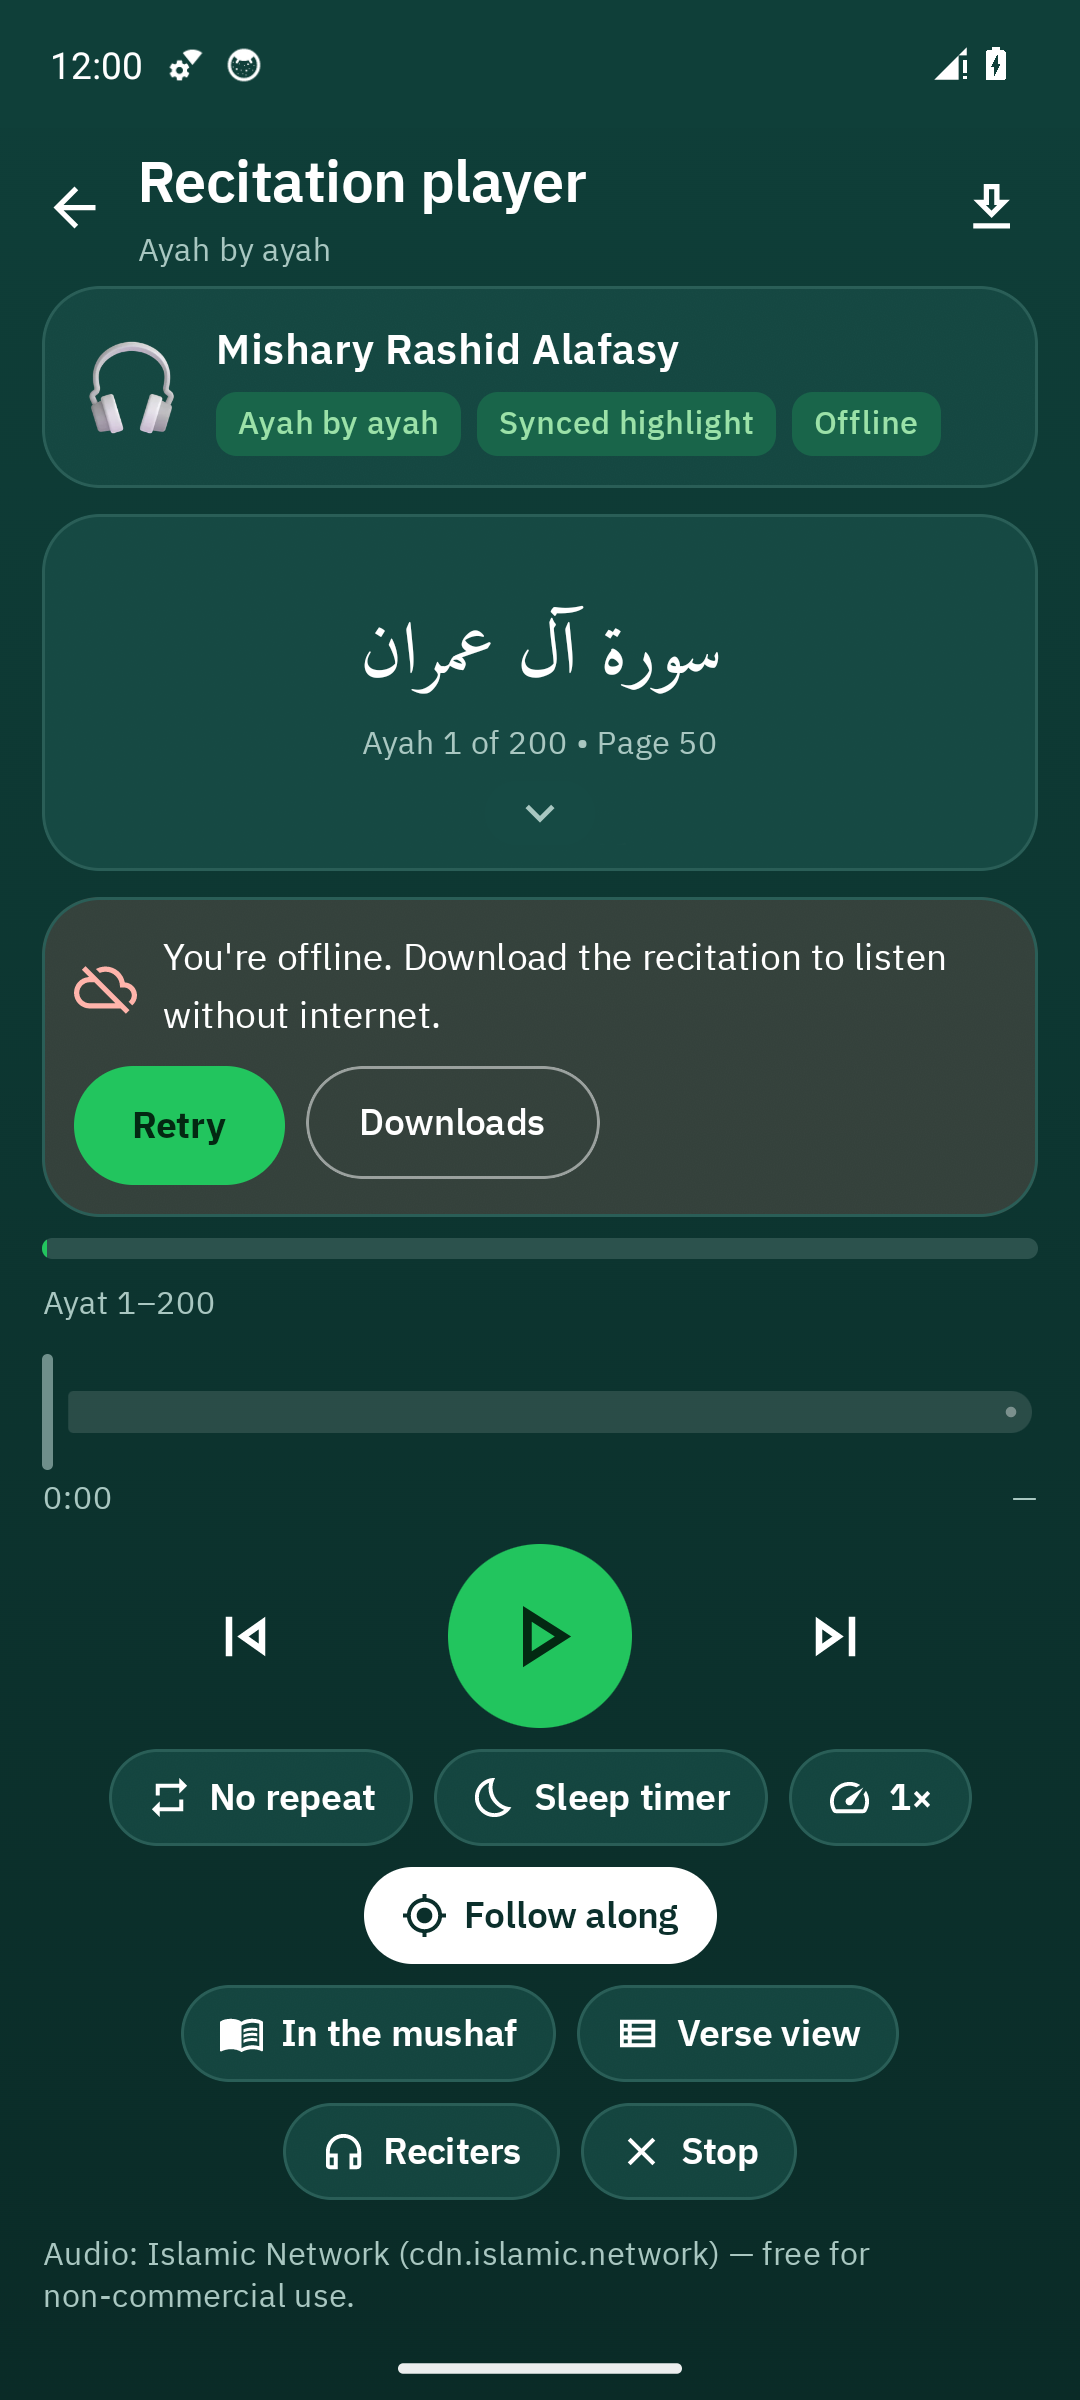 12:00
Recitation player
Ayah by ayah
Mishary Rashid Alafasy
Ayah by ayah
Synced highlight
Offline
سورة آل عمران
Ayah 1 of 200 • Page 50
You're offline. Download the recitation to listen
without internet.
Retry
Downloads
Ayat 1–200
0:00
—
No repeat
Sleep timer
1×
Follow along
In the mushaf
Verse view
Reciters
Stop
Audio: Islamic Network (cdn.islamic.network) — free for
non-commercial use.